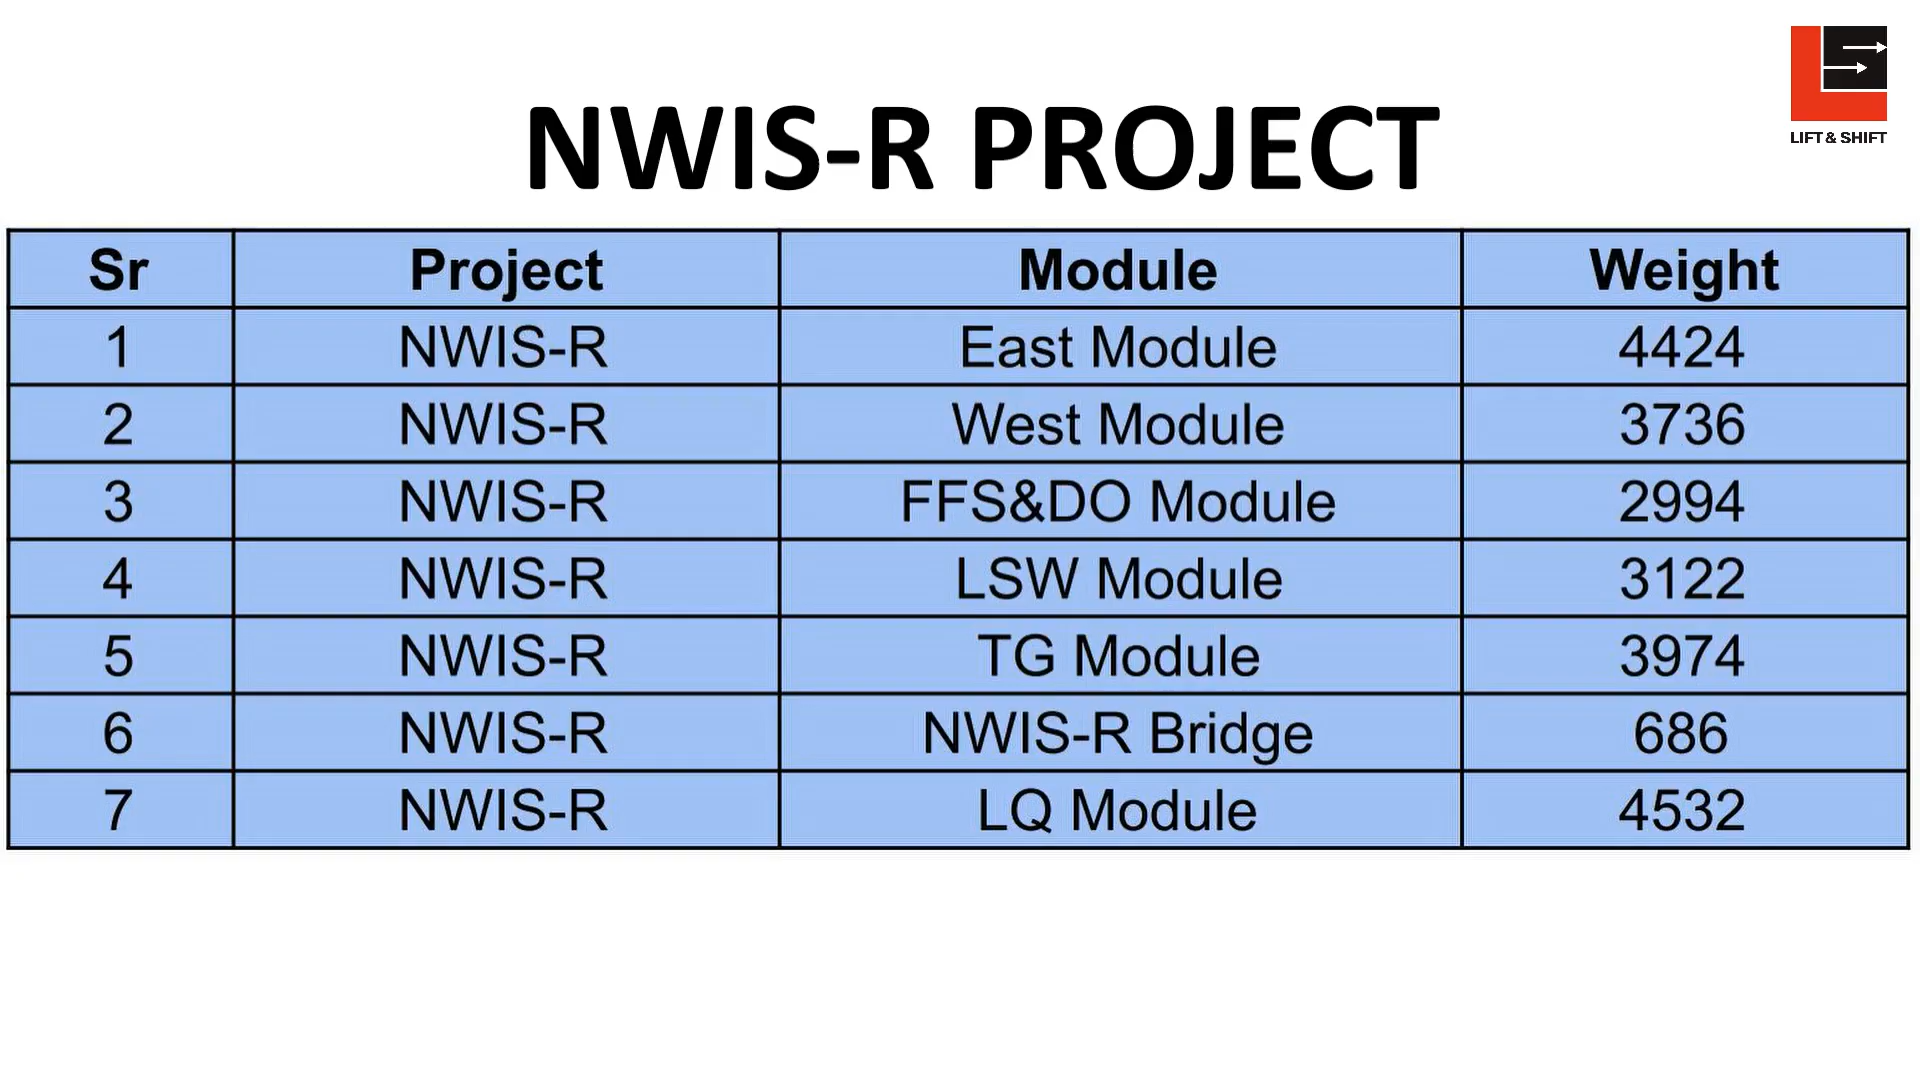 LIFT & SHIFT
NWIS-R PROJECT
Sr Project Module Weight
1 NWIS-R East Module 4424
2 NWIS-R West Module 3736
3 NWIS-R FFS&DO Module 2994
4 NWIS-R LSW Module 3122
5 NWIS-R TG Module 3974
6 NWIS-R NWIS-R Bridge 686
7 NWIS-R LQ Module 4532